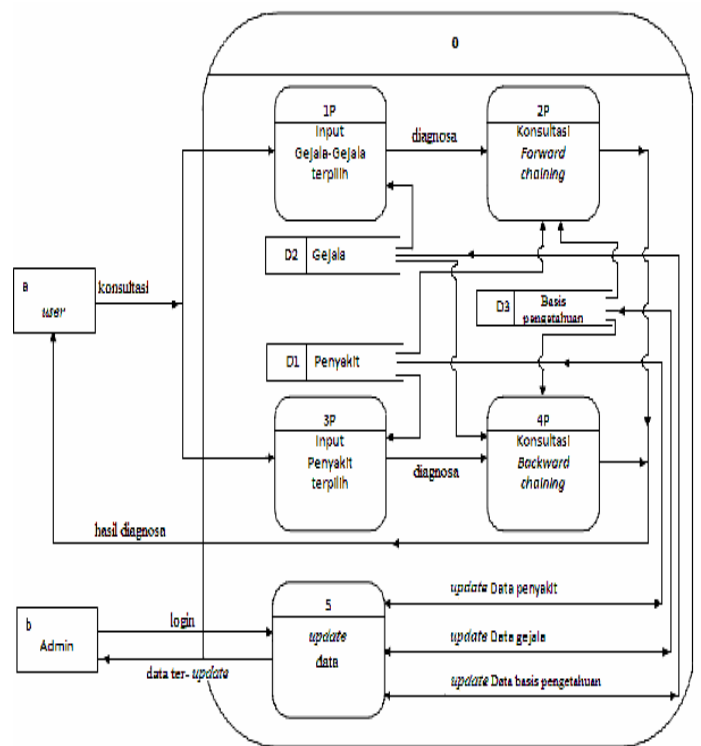 0
1P
Input
Gejala-Gejala
terpilih
diagnosa
2P
Konsultasi
Forward
chaining
D2 Gejala
a
user
konsultasi
D3 Basis
pengetahuan
D1 Penyakit
3P
Input
Penyakit
terpilih
diagnosa
4P
Konsultasi
Backward
chaining
hasil diagnosa
b
Admin
login
data ter- update
5
update
data
update Data penyakit
update Data gejala
update Data basis pengetahuan